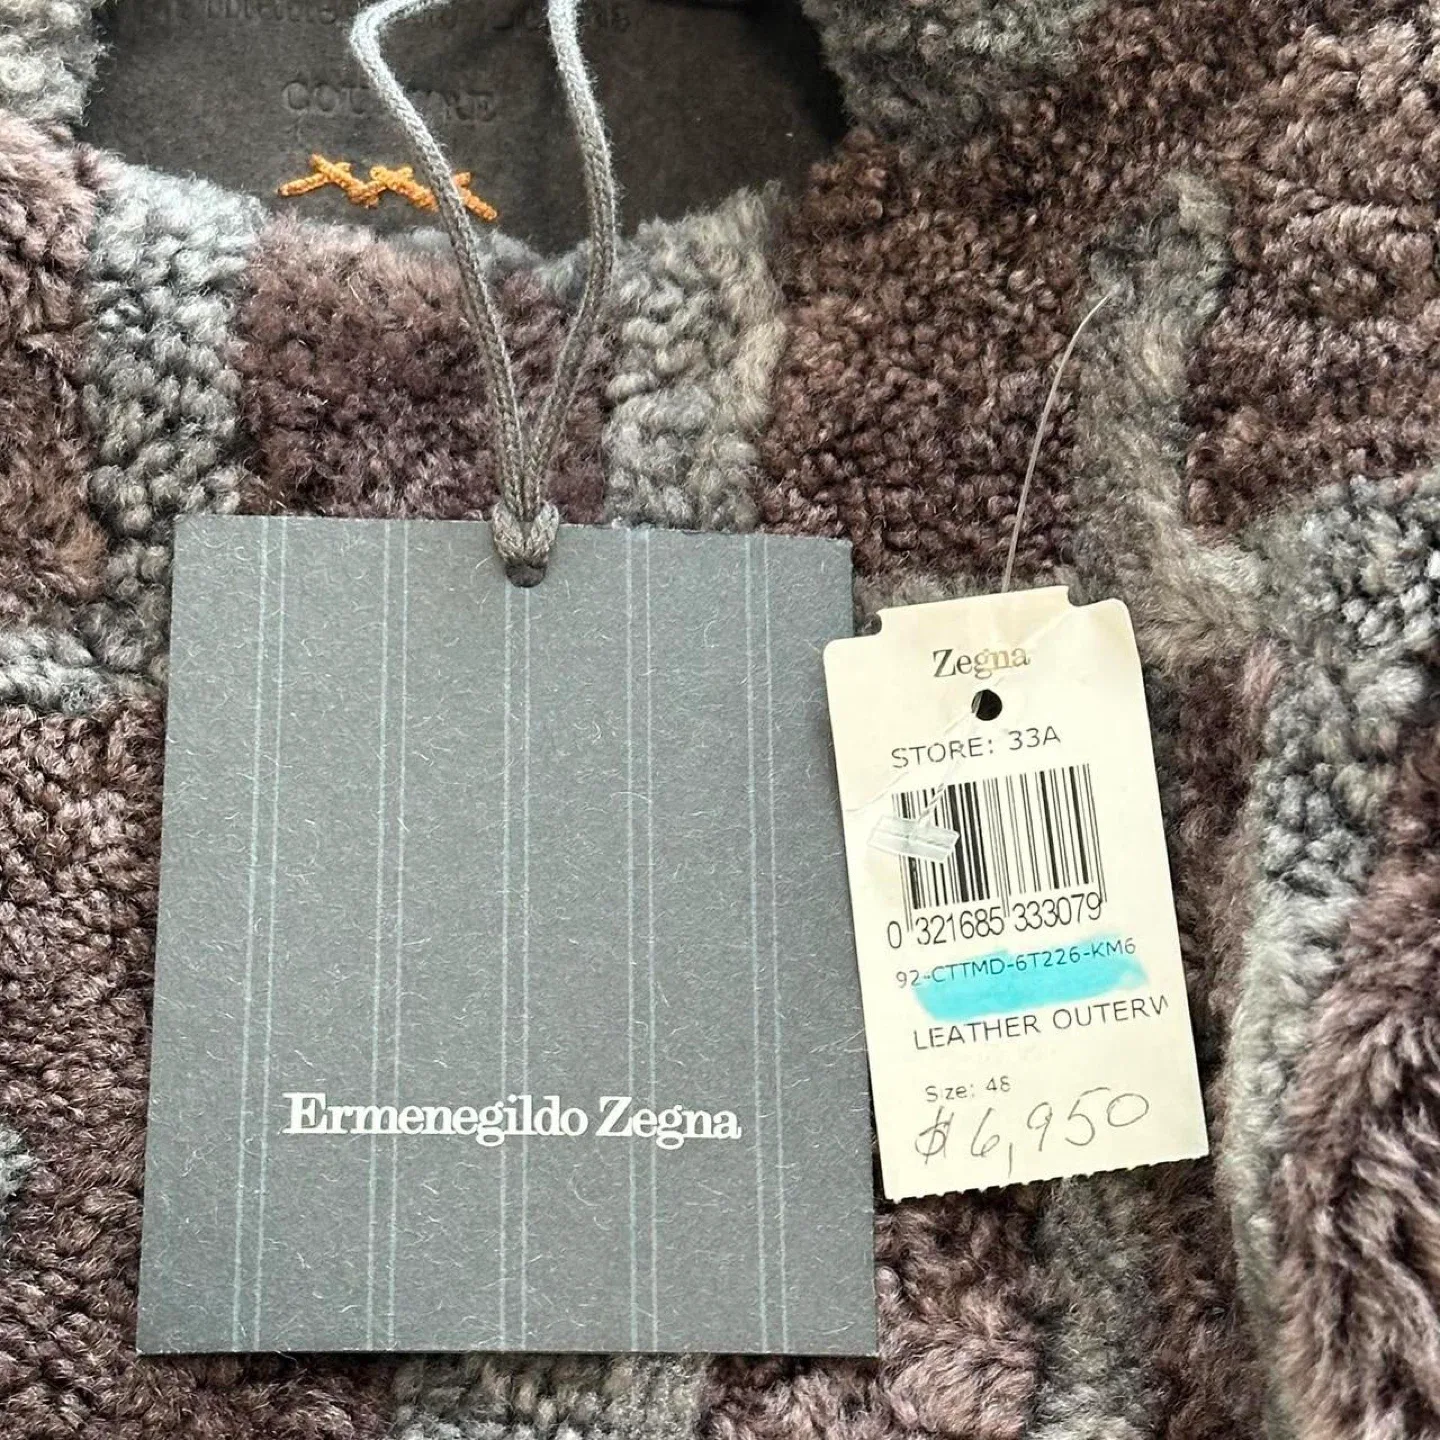 COUTURE
Ermenegildo Zegna
Zegna
STORE: 33A
0 321685 333079
92-CTTMD-6T226-KM6
LEATHER OUTERW
Size: 48
$6,950